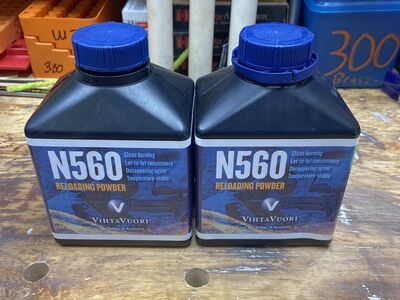 W
300
300
Brass
N560
Clean burning
Lot-to-lot consistency
Decoppering agent
Temperature-stable
RELOADING POWDER
V
VIHTAVUORI
N560
Clean burning
Lot-to-lot consistency
Decoppering agent
Temperature-stable
RELOADING POWDER
V
VIHTAVUORI